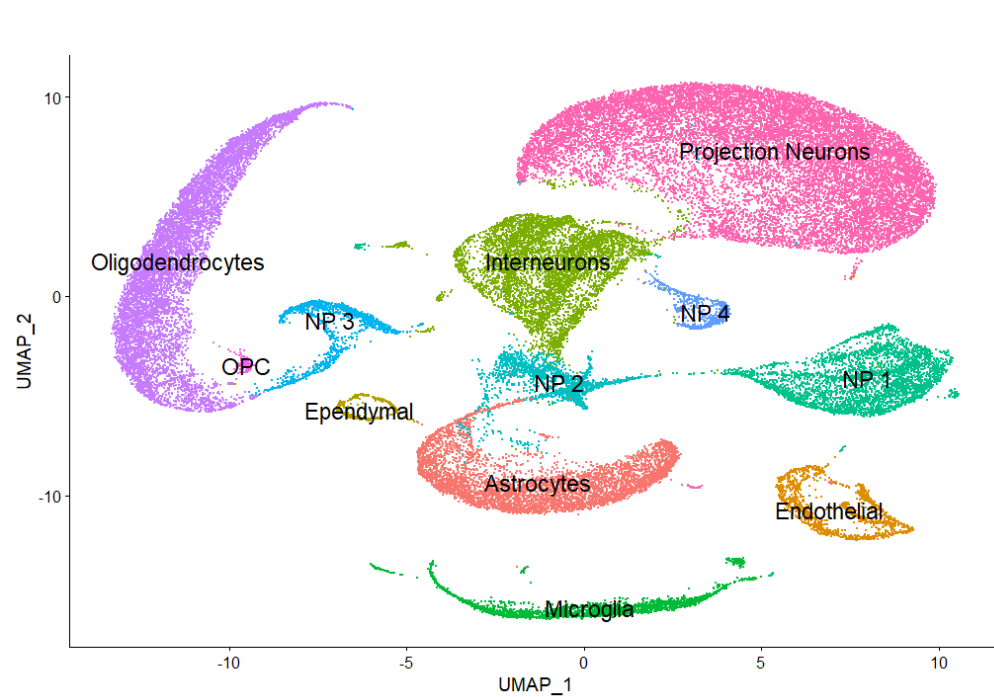 10
Projection Neurons
Oligodendrocytes
Interneurons
0
NP 3
NP 4
UMAP_2
OPC
NP 1
NP 2
Ependymal
Astrocytes
-10
Endothelial
Microglia
-10
-5
0
5
10
UMAP_1